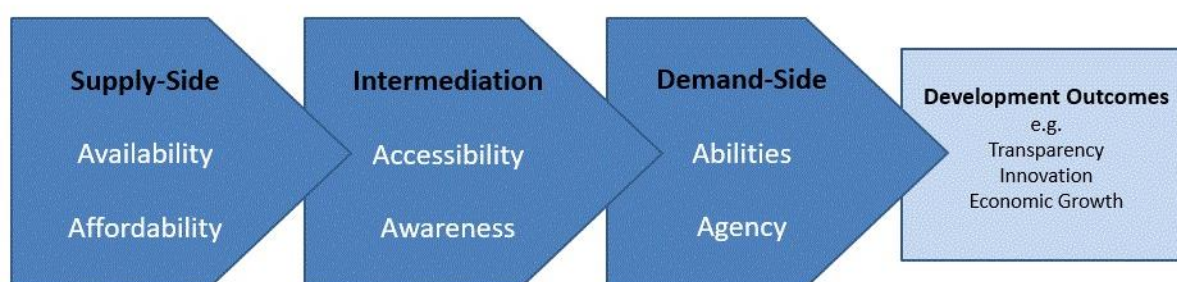 Supply-Side
Availability
Affordability
Intermediation
Accessibility
Awareness
Demand-Side
Abilities
Agency
Development Outcomes
e.g.
Transparency
Innovation
Economic Growth